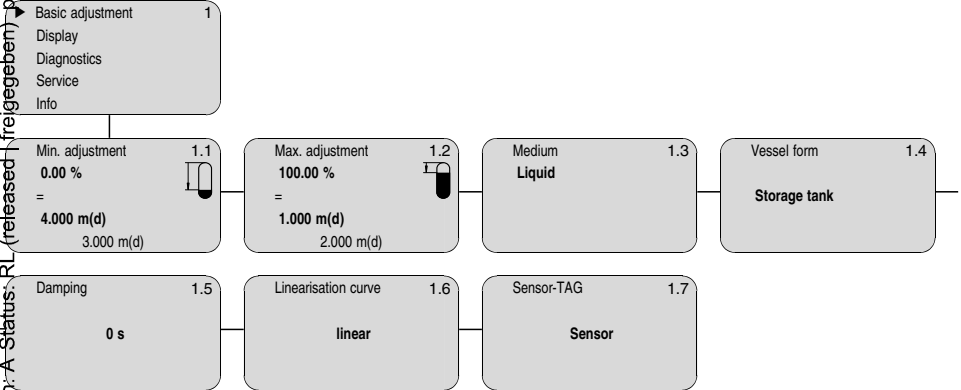 Basic adjustment 1
Display
Diagnostics
Service
Info
Min. adjustment 1.1
0.00 %
=
4.000 m(d)
3.000 m(d)
Max. adjustment 1.2
100.00 %
=
1.000 m(d)
2.000 m(d)
Medium 1.3
Liquid
Vessel form 1.4
Storage tank
Damping 1.5
0 s
Linearisation curve 1.6
linear
Sensor-TAG 1.7
Sensor
A Status: RL (released | freigegeben)